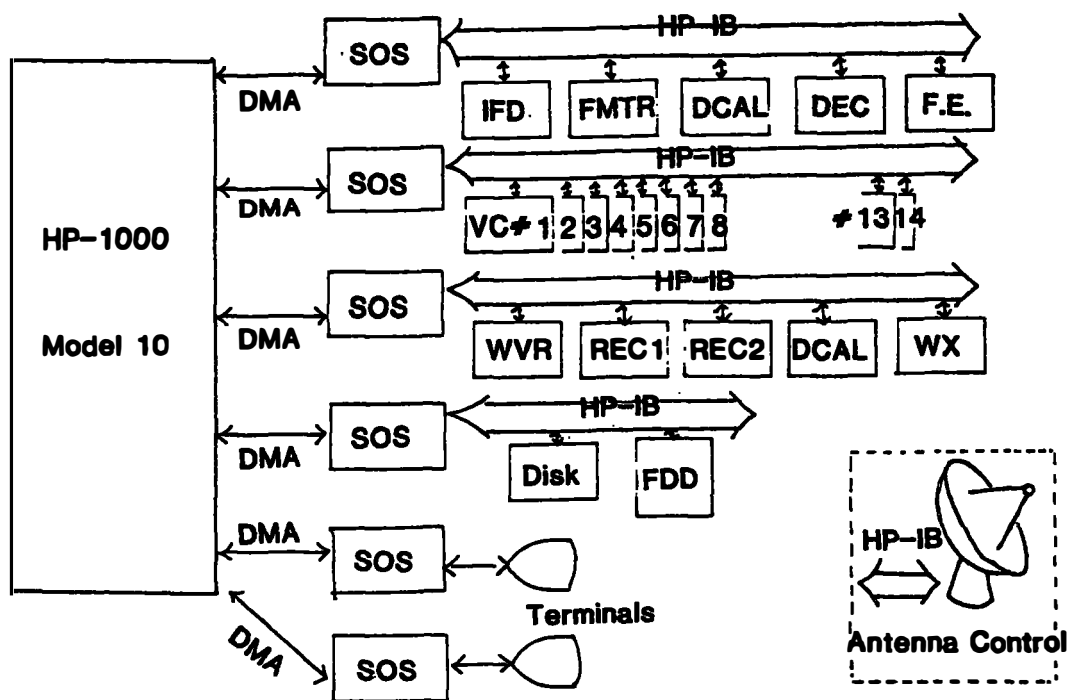 HP-IB
SOS
DMA
IFD FMTR DCAL DEC F.E.
HP-IB
SOS
DMA
VC#1 2 3 4 5 6 7 8 #13 14
HP-1000
Model 10
HP-IB
SOS
DMA
WVR REC1 REC2 DCAL WX
HP-IB
SOS
DMA
Disk FDD
DMA
SOS
Terminals
DMA
SOS
HP-IB
Antenna Control